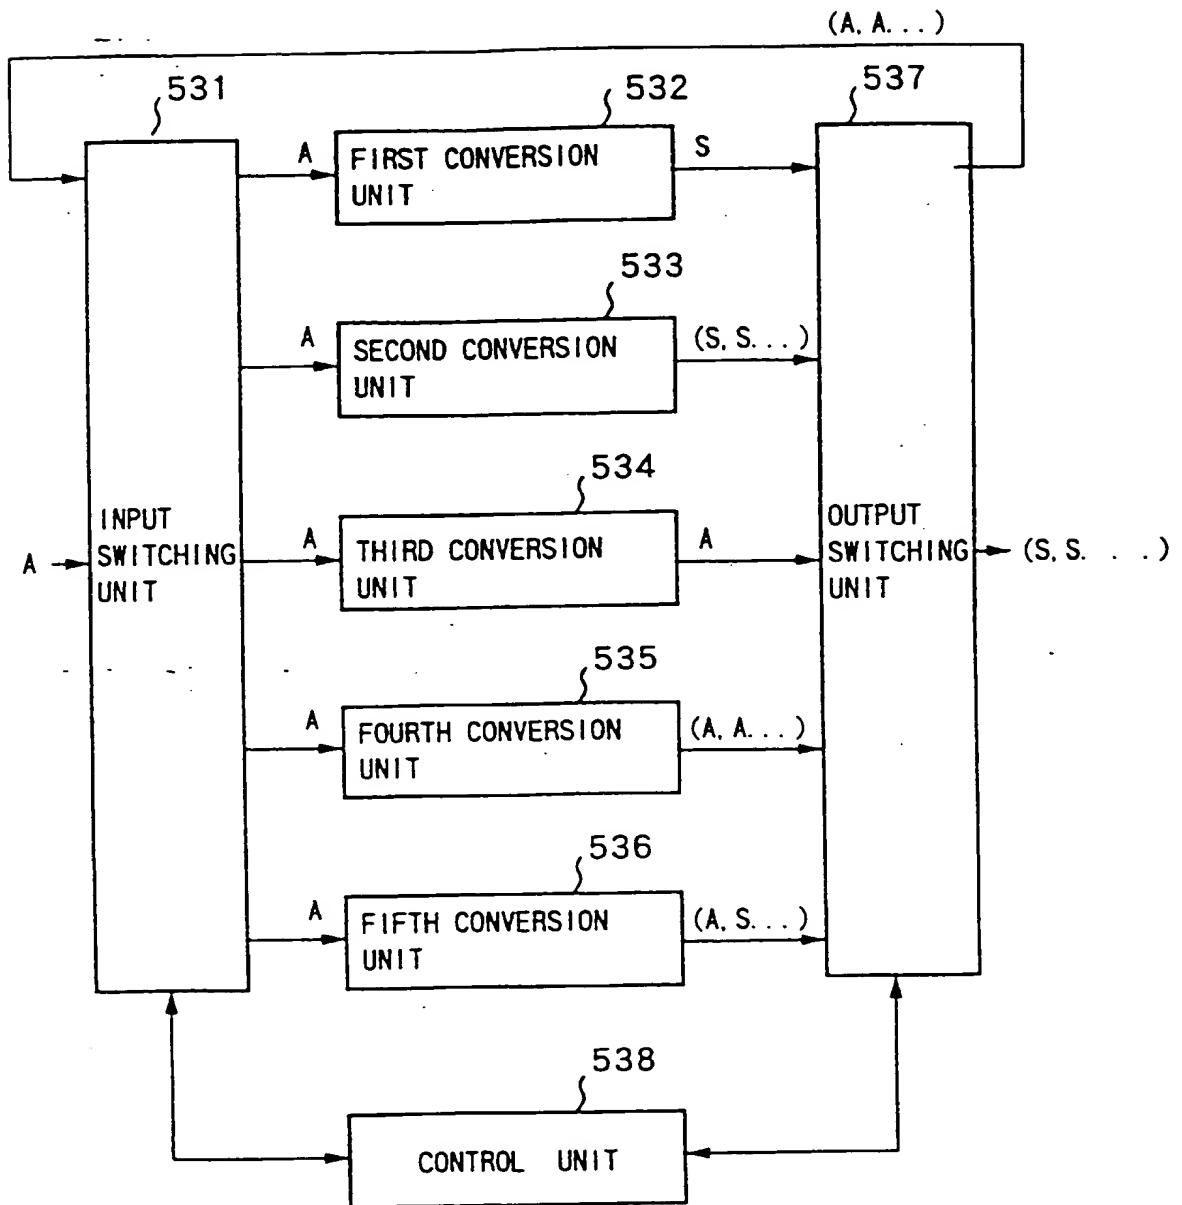 (A, A...)
531
532
537
A
FIRST CONVERSION
UNIT
S
533
A
SECOND CONVERSION
UNIT
(S, S...)
534
A
INPUT
SWITCHING
UNIT
A
THIRD CONVERSION
UNIT
A
OUTPUT
SWITCHING
UNIT
(S, S. . . .)
535
A
FOURTH CONVERSION
UNIT
(A, A...)
536
A
FIFTH CONVERSION
UNIT
(A, S...)
538
CONTROL UNIT